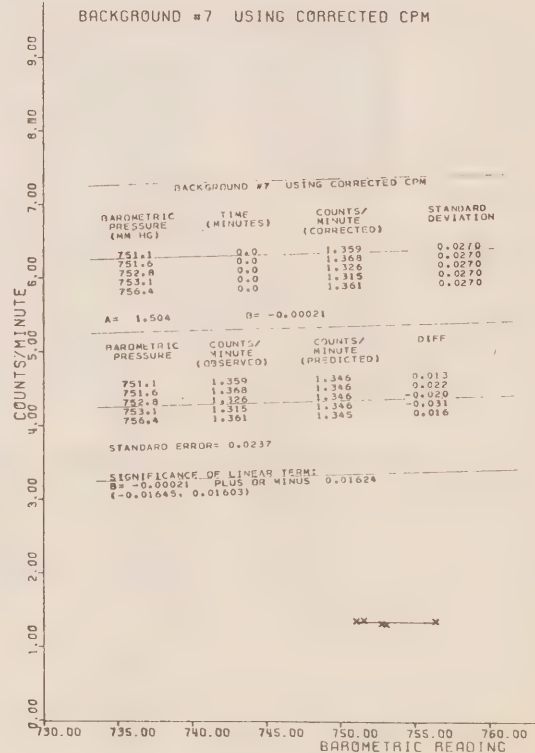 BACKGROUND #7 USING CORRECTED CPM
BACKGROUND #7 USING CORRECTED CPM
BAROMETRIC TIME COUNTS/ STANDARD
PRESSURE (MINUTES) MINUTE DEVIATION
(MM HG) (CORRECTED)
751.1 0.0 1.359 0.0270
751.6 0.0 1.368 0.0270
752.8 0.0 1.326 0.0270
753.1 0.0 1.315 0.0270
756.4 0.0 1.361 0.0270
A= 1.504 B= -0.00021
BAROMETRIC COUNTS/ COUNTS/ DIFF
PRESSURE MINUTE MINUTE
(OBSERVED) (PREDICTED)
751.1 1.359 1.346 0.013
751.6 1.368 1.346 0.022
752.8 1.326 1.346 -0.020
753.1 1.315 1.346 -0.031
756.4 1.361 1.345 0.016
STANDARD ERROR= 0.0237
SIGNIFICANCE OF LINEAR TERM:
B= -0.00021 PLUS OR MINUS 0.01624
(-0.01645, 0.01603)
COUNTS/MINUTE
9.00
8.00
7.00
6.00
5.00
4.00
3.00
2.00
1.00
0.00
730.00 735.00 740.00 745.00 750.00 755.00 760.00
BAROMETRIC READING